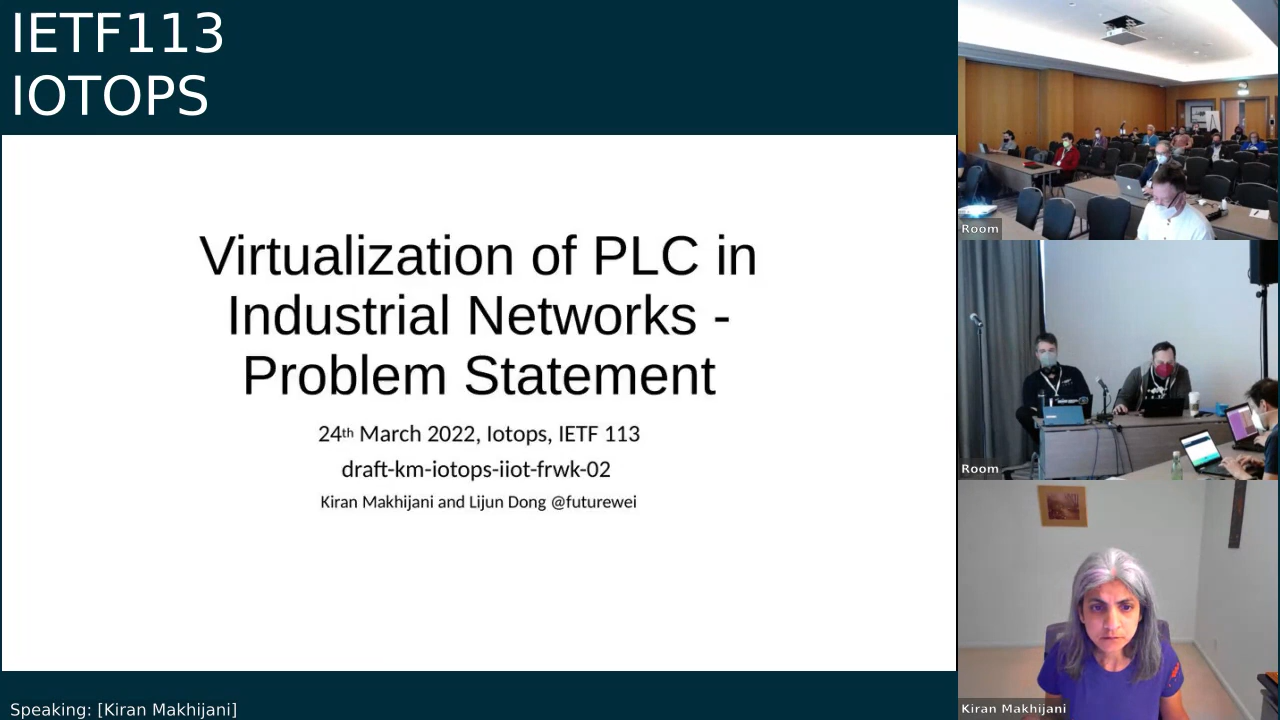 IETF113
IOTOPS
Virtualization of PLC in
Industrial Networks -
Problem Statement
24th March 2022, Iotops, IETF 113
draft-km-iotops-iiot-frwk-02
Kiran Makhijani and Lijun Dong @futurewei
Speaking: [Kiran Makhijani]
Room
Room
Kiran Makhijani